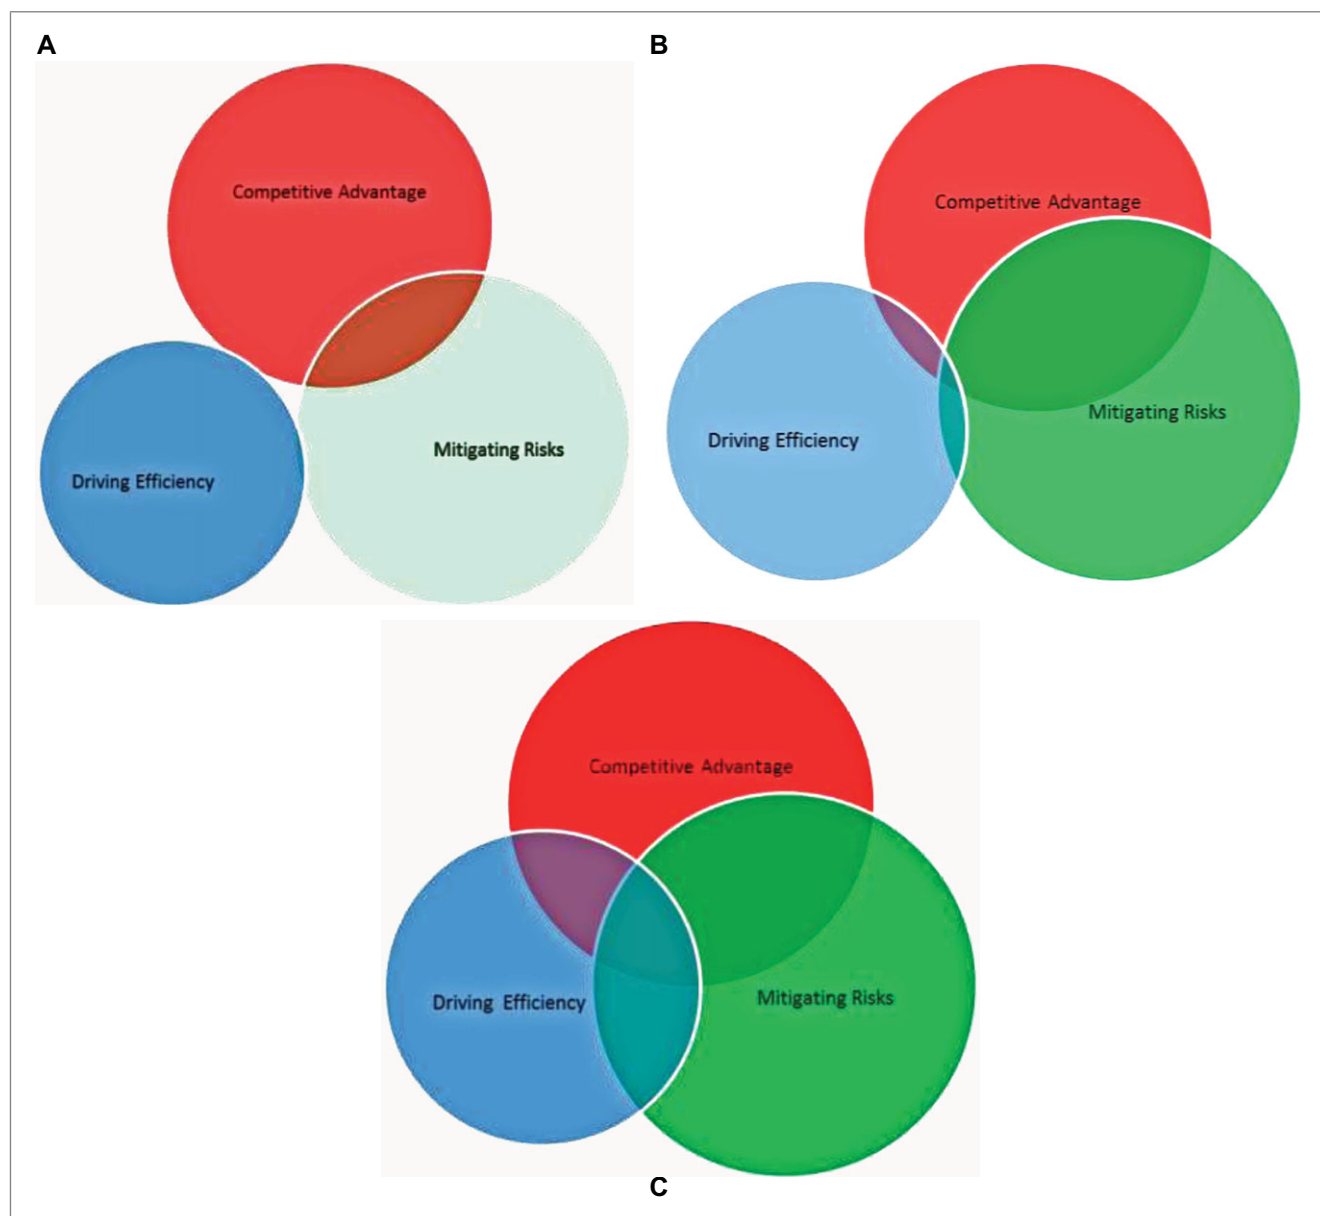 A
Competitive Advantage
Mitigating Risks
Driving Efficiency
B
Competitive Advantage
Mitigating Risks
Driving Efficiency
Competitive Advantage
Driving Efficiency
Mitigating Risks
C